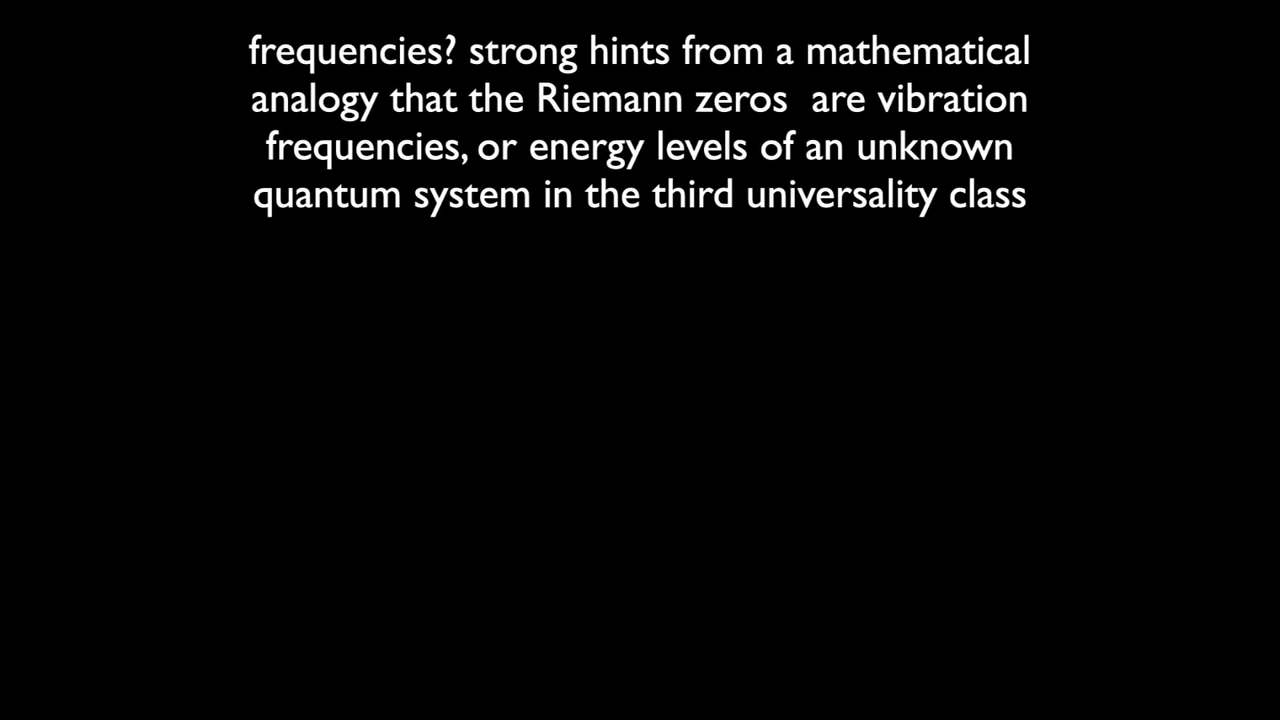 frequencies? strong hints from a mathematical
analogy that the Riemann zeros  are vibration
frequencies, or energy levels of an unknown
quantum system in the third universality class